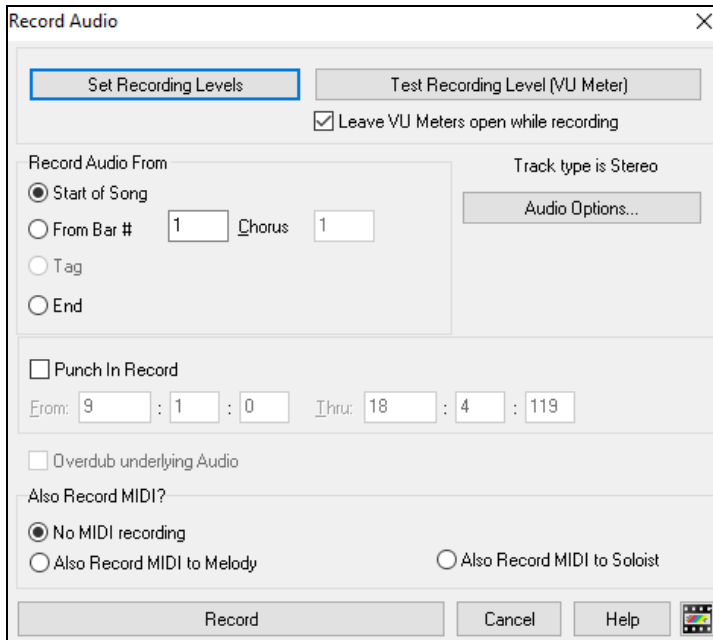 Record Audio
Set Recording Levels Test Recording Level (VU Meter)
Leave VU Meters open while recording
Record Audio From
Track type is Stereo
Start of Song
Audio Options...
From Bar # 1 Chorus 1
Tag
End
Punch In Record
From: 9 : 1 : 0 Thru: 18 : 4 : 119
Overdub underlying Audio
Also Record MIDI?
No MIDI recording
Also Record MIDI to Melody Also Record MIDI to Soloist
Record Cancel Help